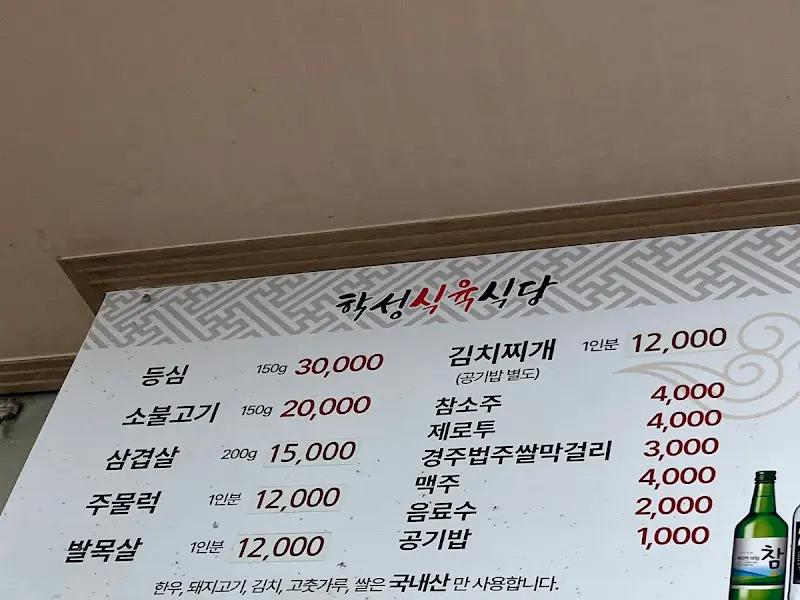 학성식육식당
등심 150g 30,000
소불고기 150g 20,000
삼겹살 200g 15,000
주물럭 1인분 12,000
발목살 1인분 12,000
김치찌개 1인분 12,000
(공기밥 별도)
참소주 4,000
제로투 4,000
경주법주쌀막걸리 3,000
맥주 4,000
음료수 2,000
공기밥 1,000
한우, 돼지고기, 김치, 고춧가루, 쌀은 국내산 만 사용합니다.
참